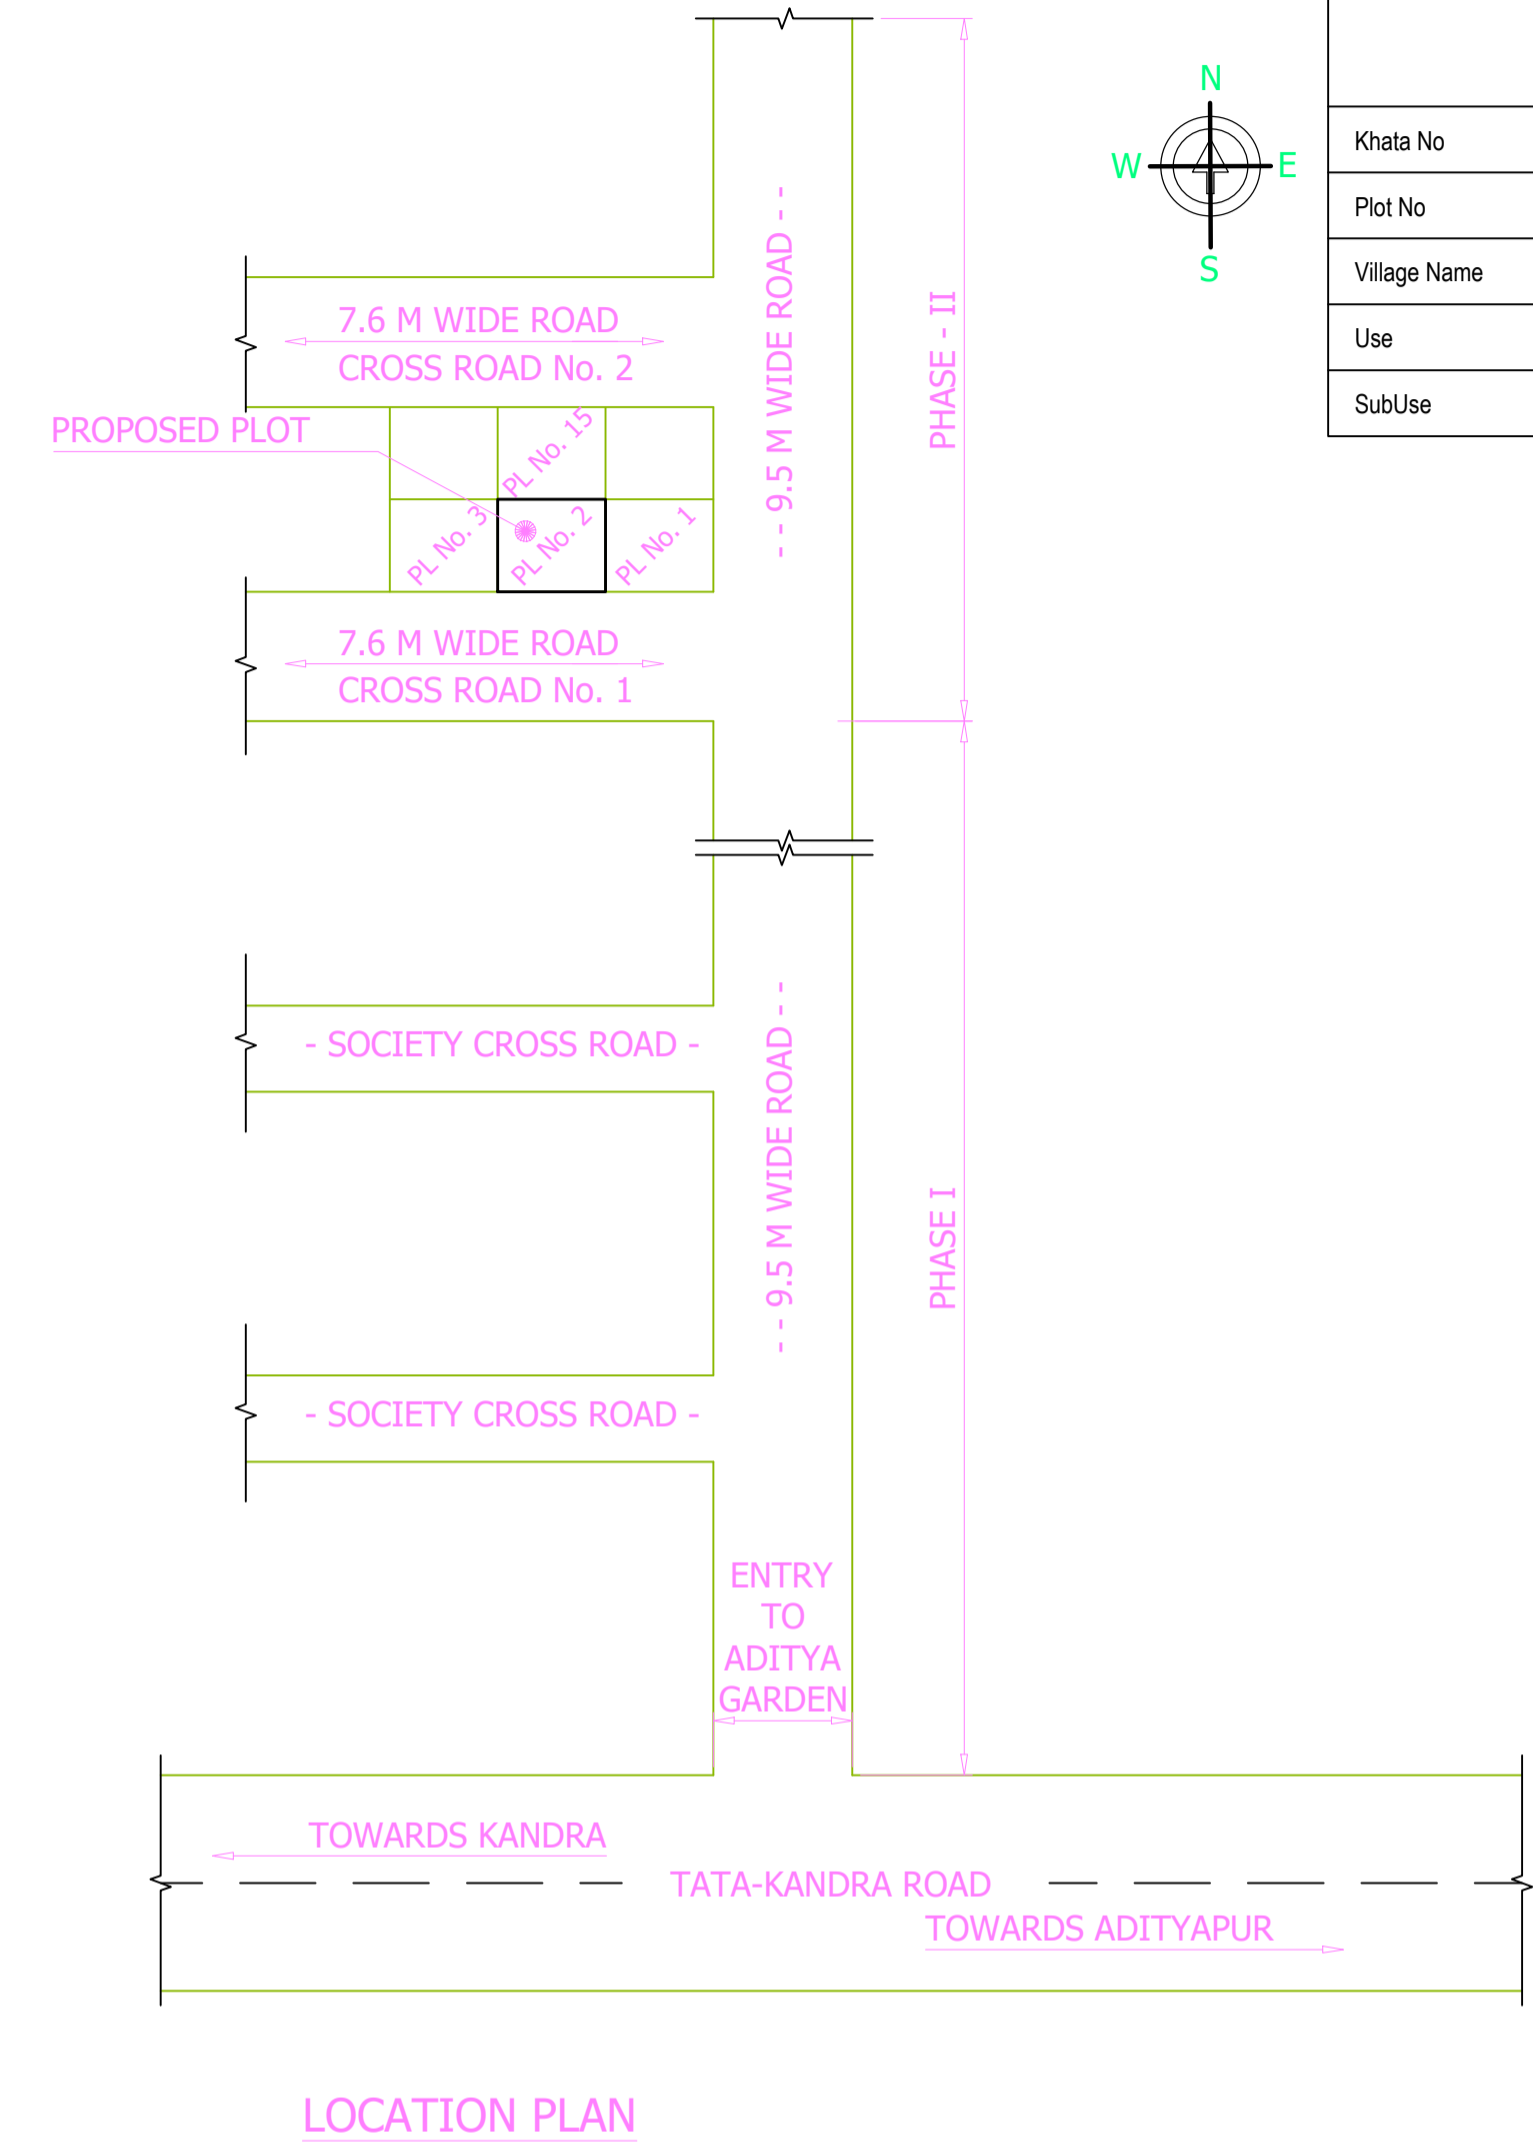 N
W
E
S
Khata No
Plot No
Village Name
Use
SubUse
7.6 M WIDE ROAD
CROSS ROAD No. 2
- - 9.5 M WIDE ROAD - -
PHASE - II
PROPOSED PLOT
PL No. 15
PL No. 3
PL No. 2
PL No. 1
7.6 M WIDE ROAD
CROSS ROAD No. 1
- SOCIETY CROSS ROAD -
- - 9.5 M WIDE ROAD - -
PHASE I
- SOCIETY CROSS ROAD -
ENTRY
TO
ADITYA
GARDEN
TOWARDS KANDRA
TATA-KANDRA ROAD
TOWARDS ADITYAPUR
LOCATION PLAN